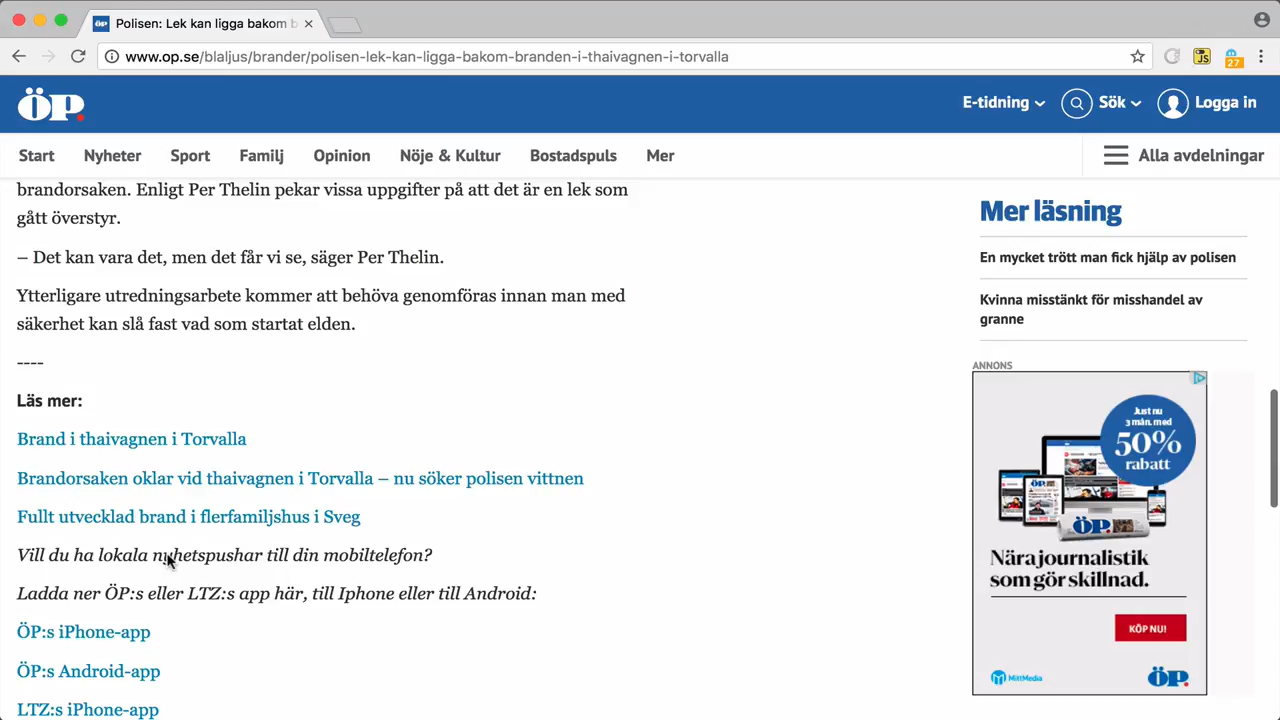 ÖP Polisen: Lek kan ligga bakom b
www.op.se/blaljus/brander/polisen-lek-kan-ligga-bakom-branden-i-thaivagnen-i-torvalla
JS
27
ÖP.
E-tidning
Sök
Logga in
Start Nyheter Sport Familj Opinion Nöje & Kultur Bostadspuls Mer
Alla avdelningar
brandorsaken. Enligt Per Thelin pekar vissa uppgifter på att det är en lek som
gått överstyr.
– Det kan vara det, men det får vi se, säger Per Thelin.
Ytterligare utredningsarbete kommer att behöva genomföras innan man med
säkerhet kan slå fast vad som startat elden.
----
Läs mer:
Brand i thaivagnen i Torvalla
Brandorsaken oklar vid thaivagnen i Torvalla – nu söker polisen vittnen
Fullt utvecklad brand i flerfamiljshus i Sveg
Vill du ha lokala nyhetspushar till din mobiltelefon?
Ladda ner ÖP:s eller LTZ:s app här, till Iphone eller till Android:
ÖP:s iPhone-app
ÖP:s Android-app
LTZ:s iPhone-app
Mer läsning
En mycket trött man fick hjälp av polisen
Kvinna misstänkt för misshandel av
granne
ANNONS
Just nu
3 mån. med
50%
rabatt
ÖP.
Nära journalistik
som gör skillnad.
KÖP NU!
MittMedia
ÖP.